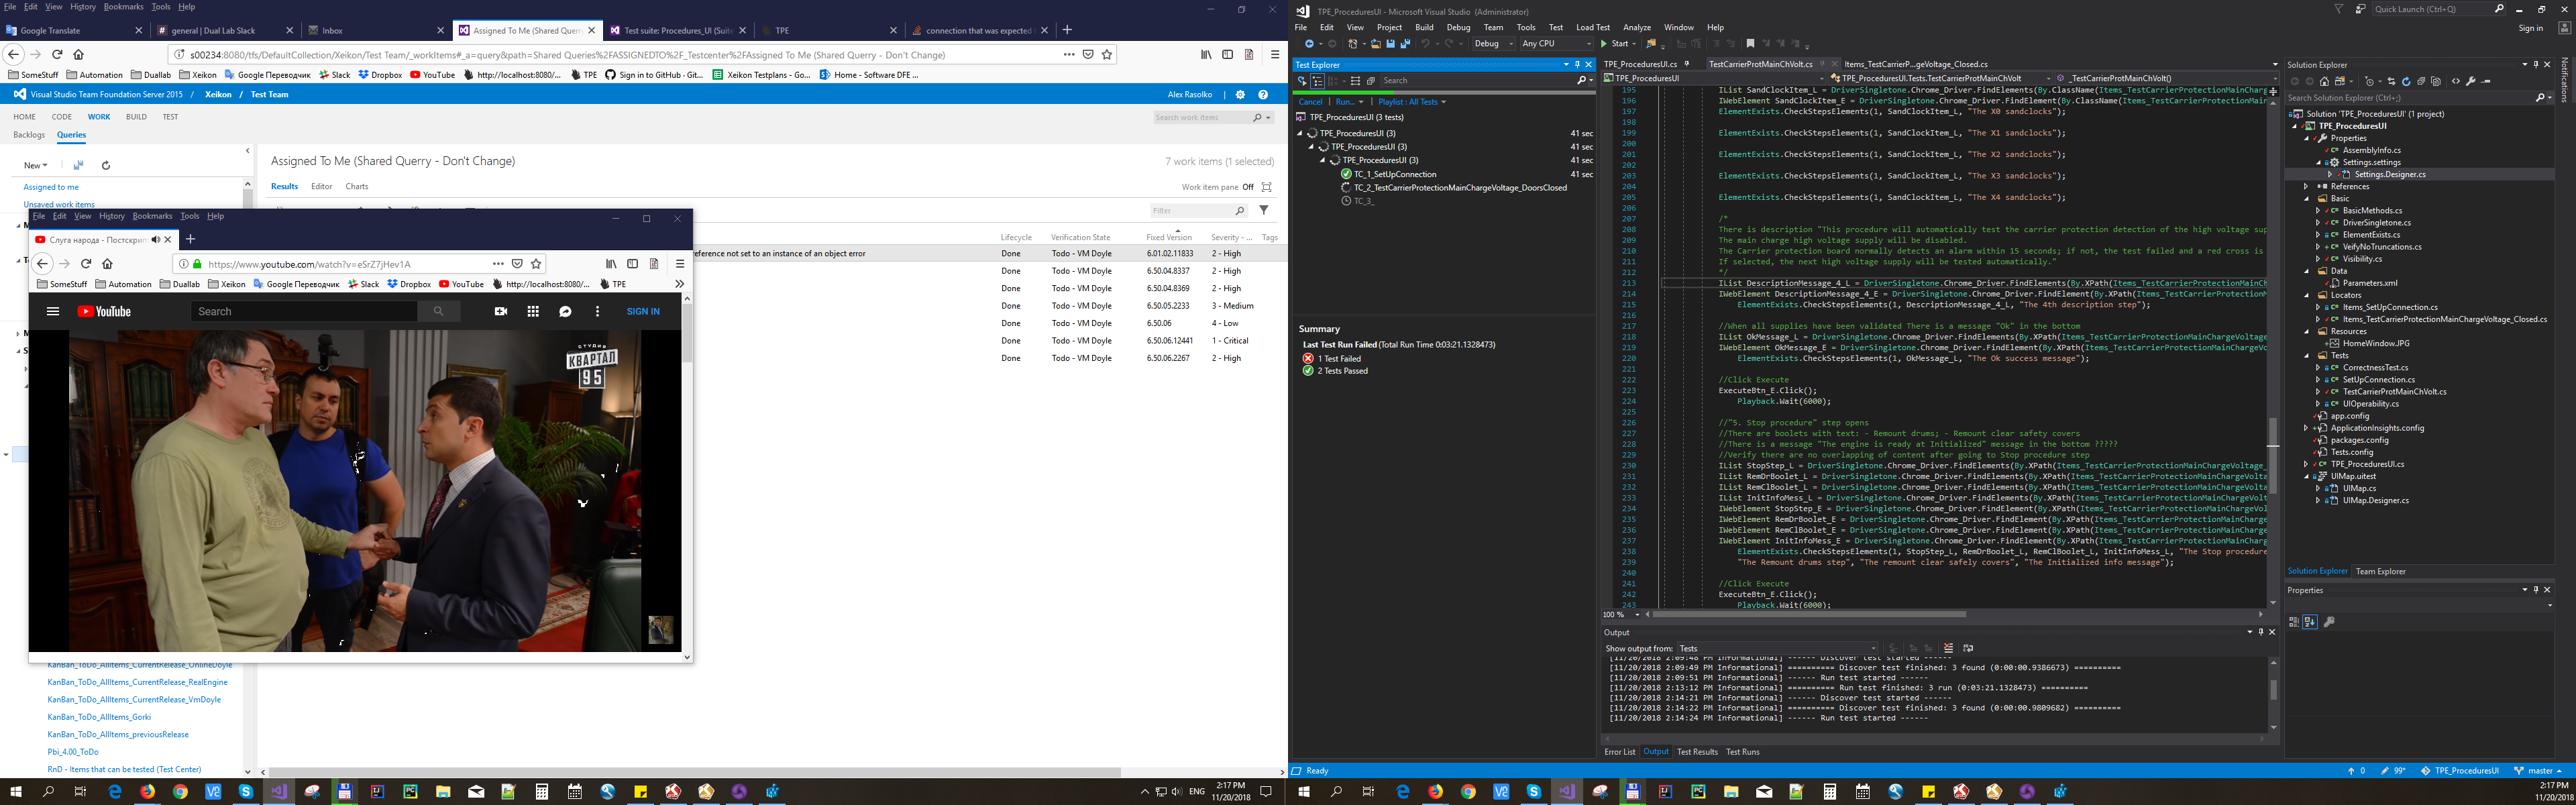 File Edit View History Bookmarks Tools Help
Google Translate
general | Dual Lab Slack
Inbox
Assigned To Me (Shared Query
Test suite: Procedures_UI (Suite
TPE
connection that was expected
s00234:8080/tfs/DefaultCollection/Xeikon/Test Team/_workItems#_a=query&path=Shared Queries%2FASSIGNEDTO%2F_Testcenter%2FAssigned To Me (Shared Querry - Don't Change)
SomeStuff Automation Duallab Xeikon Google Переводчик Slack Dropbox YouTube http://localhost:8080/... TPE Sign in to GitHub · Git... Xeikon Testplans - Go... Home - Software DFE ...
Visual Studio Team Foundation Server 2015 / Xeikon / Test Team
Alex Rasolko
HOME CODE WORK BUILD TEST
Search work items
Backlogs Queries
New
Assigned to me
Unsaved work items
Assigned To Me (Shared Querry - Don't Change)
7 work items (1 selected)
Results Editor Charts
Work item pane Off
Filter
Lifecycle Verification State Fixed Version Severity - ... Tags
eference not set to an instance of an object error Done Todo - VM Doyle 6.01.02.11833 2 - High
Done Todo - VM Doyle 6.50.04.8337 2 - High
Done Todo - VM Doyle 6.50.04.8369 2 - High
Done Todo - VM Doyle 6.50.05.2233 3 - Medium
Done Todo - VM Doyle 6.50.06 4 - Low
Done Todo - VM Doyle 6.50.06.12441 1 - Critical
Done Todo - VM Doyle 6.50.06.2267 2 - High
File Edit View History Bookmarks Tools Help
Слуга народа - Постскрип
https://www.youtube.com/watch?v=eSrZ7jHev1A
SomeStuff Automation Duallab Xeikon Google Переводчик Slack Dropbox YouTube http://localhost:8080/... TPE
YouTube
Search
SIGN IN
СТУДИЯ
КВАРТАЛ
95
KanBan_ToDo_AllItems_CurrentRelease_OnlineDoyle
KanBan_ToDo_AllItems_CurrentRelease_RealEngine
KanBan_ToDo_AllItems_CurrentRelease_VmDoyle
KanBan_ToDo_AllItems_Gorki
KanBan_ToDo_AllItems_previousRelease
Pbi_4.00_ToDo
RnD - Items that can be tested (Test Center)
2:17 PM
11/20/2018
ENG
TPE_ProceduresUI - Microsoft Visual Studio (Administrator)
Quick Launch (Ctrl+Q)
File Edit View Project Build Debug Team Tools Test Load Test Analyze Window Help
Sign in
Debug Any CPU Start
Test Explorer
Search
Cancel | Run... | Playlist : All Tests
TPE_ProceduresUI (3 tests)
TPE_ProceduresUI (3) 41 sec
TPE_ProceduresUI (3) 41 sec
TPE_ProceduresUI (3) 41 sec
TC_1_SetUpConnection 41 sec
TC_2_TestCarrierProtectionMainChargeVoltage_DoorsClosed
TC_3_
Summary
Last Test Run Failed (Total Run Time 0:03:21.1328473)
1 Test Failed
2 Tests Passed
TPE_ProceduresUI.cs TestCarrierProtMainChVolt.cs Items_TestCarrierP...geVoltage_Closed.cs
TPE_ProceduresUI TPE_ProceduresUI.Tests.TestCarrierProtMainChVolt _TestCarrierProtMainChVolt()
195 IList SandClockItem_L = DriverSingletone.Chrome_Driver.FindElements(By.ClassName(Items_TestCarrierProtectionMainCharg
196 IWebElement SandClockItem_E = DriverSingletone.Chrome_Driver.FindElement(By.ClassName(Items_TestCarrierProtectionMain
197 ElementExists.CheckStepsElements(1, SandClockItem_L, "The X0 sandclocks");
198
199 ElementExists.CheckStepsElements(1, SandClockItem_L, "The X1 sandclocks");
200
201 ElementExists.CheckStepsElements(1, SandClockItem_L, "The X2 sandclocks");
202
203 ElementExists.CheckStepsElements(1, SandClockItem_L, "The X3 sandclocks");
204
205 ElementExists.CheckStepsElements(1, SandClockItem_L, "The X4 sandclocks");
206
207 /*
208 There is description "This procedure will automatically test the carrier protection detection of the high voltage sup
209 The main charge high voltage supply will be disabled.
210 The Carrier protection board normally detects an alarm within 15 seconds; if not, the test failed and a red cross is
211 If selected, the next high voltage supply will be tested automatically."
212 */
213 IList DescriptionMessage_4_L = DriverSingletone.Chrome_Driver.FindElements(By.XPath(Items_TestCarrierProtectionMainCh
214 IWebElement DescriptionMessage_4_E = DriverSingletone.Chrome_Driver.FindElement(By.XPath(Items_TestCarrierProtectionM
215 ElementExists.CheckStepsElements(1, DescriptionMessage_4_L, "The 4th description step");
216
217 //When all supplies have been validated There is a message "Ok" in the bottom
218 IList OkMessage_L = DriverSingletone.Chrome_Driver.FindElements(By.XPath(Items_TestCarrierProtectionMainChargeVoltage
219 IWebElement OkMessage_E = DriverSingletone.Chrome_Driver.FindElement(By.XPath(Items_TestCarrierProtectionMainChargeVo
220 ElementExists.CheckStepsElements(1, OkMessage_L, "The Ok success message");
221
222 //Click Execute
223 ExecuteBtn_E.Click();
224 Playback.Wait(6000);
225
226 //"5. Stop procedure" step opens
227 //There are boolets with text: - Remount drums; - Remount clear safety covers
228 //There is a message "The engine is ready at Initialized" message in the bottom ?????
229 //Verify there are no overlapping of content after going to Stop procedure step
230 IList StopStep_L = DriverSingletone.Chrome_Driver.FindElements(By.XPath(Items_TestCarrierProtectionMainChargeVoltage_
231 IList RemDrBoolet_L = DriverSingletone.Chrome_Driver.FindElements(By.XPath(Items_TestCarrierProtectionMainChargeVolta
232 IList RemClBoolet_L = DriverSingletone.Chrome_Driver.FindElements(By.XPath(Items_TestCarrierProtectionMainChargeVolta
233 IList InitInfoMess_L = DriverSingletone.Chrome_Driver.FindElements(By.XPath(Items_TestCarrierProtectionMainChargeVolt
234 IWebElement StopStep_E = DriverSingletone.Chrome_Driver.FindElement(By.XPath(Items_TestCarrierProtectionMainChargeVol
235 IWebElement RemDrBoolet_E = DriverSingletone.Chrome_Driver.FindElement(By.XPath(Items_TestCarrierProtectionMainCharge
236 IWebElement RemClBoolet_E = DriverSingletone.Chrome_Driver.FindElement(By.XPath(Items_TestCarrierProtectionMainCharge
237 IWebElement InitInfoMess_E = DriverSingletone.Chrome_Driver.FindElement(By.XPath(Items_TestCarrierProtectionMainCharg
238 ElementExists.CheckStepsElements(1, StopStep_L, RemDrBoolet_L, RemClBoolet_L, InitInfoMess_L, "The Stop procedure
239 "The Remount drums step", "The remount clear safely covers", "The Initialized info message");
240
241 //Click Execute
242 ExecuteBtn_E.Click();
243 Playback.Wait(6000);
100 %
Output
Show output from: Tests
[11/20/2018 2:09:48 PM Informational] ------ Discover test started ------
[11/20/2018 2:09:49 PM Informational] ========== Discover test finished: 3 found (0:00:00.9386673) ==========
[11/20/2018 2:09:51 PM Informational] ------ Run test started ------
[11/20/2018 2:13:12 PM Informational] ========== Run test finished: 3 run (0:03:21.1328473) ==========
[11/20/2018 2:14:21 PM Informational] ------ Discover test started ------
[11/20/2018 2:14:22 PM Informational] ========== Discover test finished: 3 found (0:00:00.9809682) ==========
[11/20/2018 2:14:24 PM Informational] ------ Run test started ------
Error List Output Test Results Test Runs
Solution Explorer
Search Solution Explorer (Ctrl+;)
Solution 'TPE_ProceduresUI' (1 project)
TPE_ProceduresUI
Properties
AssemblyInfo.cs
Settings.settings
Settings.Designer.cs
References
Basic
BasicMethods.cs
DriverSingletone.cs
ElementExists.cs
VeifyNoTruncations.cs
Visibility.cs
Data
Parameters.xml
Locators
Items_SetUpConnection.cs
Items_TestCarrierProtectionMainChargeVoltage_Closed.cs
Resources
HomeWindow.JPG
Tests
CorrectnessTest.cs
SetUpConnection.cs
TestCarrierProtMainChVolt.cs
UIOperability.cs
app.config
ApplicationInsights.config
packages.config
Tests.config
TPE_ProceduresUI.cs
UIMap.uitest
UIMap.cs
UIMap.Designer.cs
Solution Explorer Team Explorer
Properties
Notifications
Ready
0 99* TPE_ProceduresUI master
2:17 PM
11/20/2018